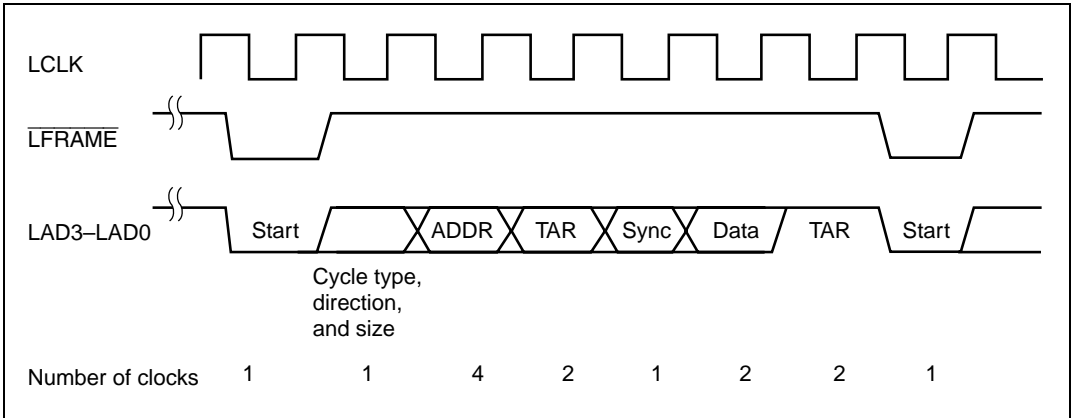 LCLK
LFRAME
LAD3–LAD0
Start
ADDR
TAR
Sync
Data
TAR
Start
Cycle type,
direction,
and size
Number of clocks 1 1 4 2 1 2 2 1